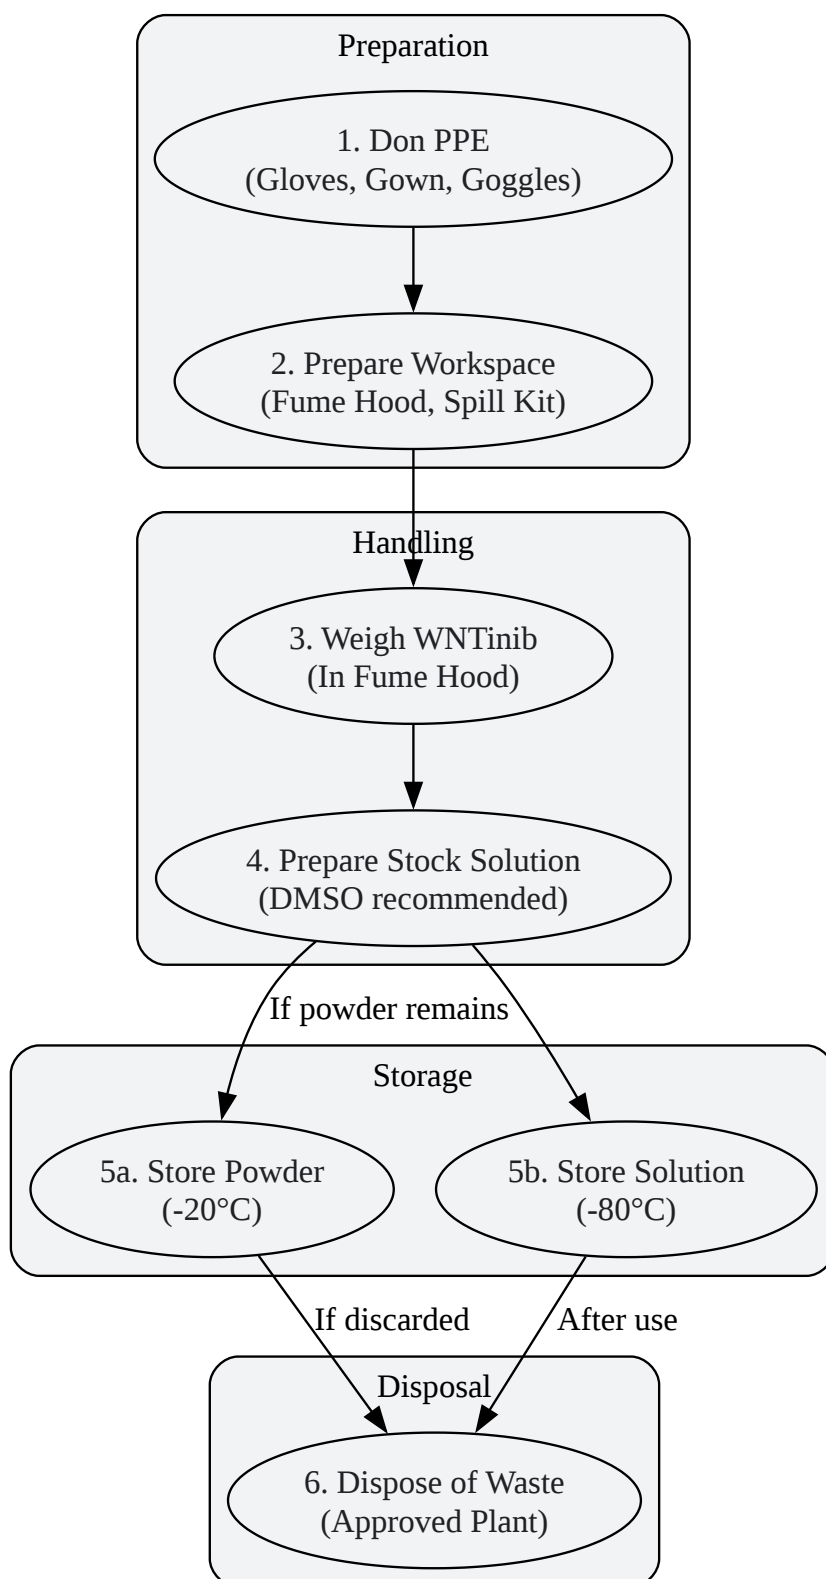 Preparation
1. Don PPE
(Gloves, Gown, Goggles)
2. Prepare Workspace
(Fume Hood, Spill Kit)
Handling
3. Weigh WNTinib
(In Fume Hood)
4. Prepare Stock Solution
(DMSO recommended)
If powder remains
Storage
5a. Store Powder
(-20°C)
5b. Store Solution
(-80°C)
If discarded
After use
Disposal
6. Dispose of Waste
(Approved Plant)